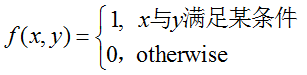 f(x, y) = { 1, x与y满足某条件
0，otherwise